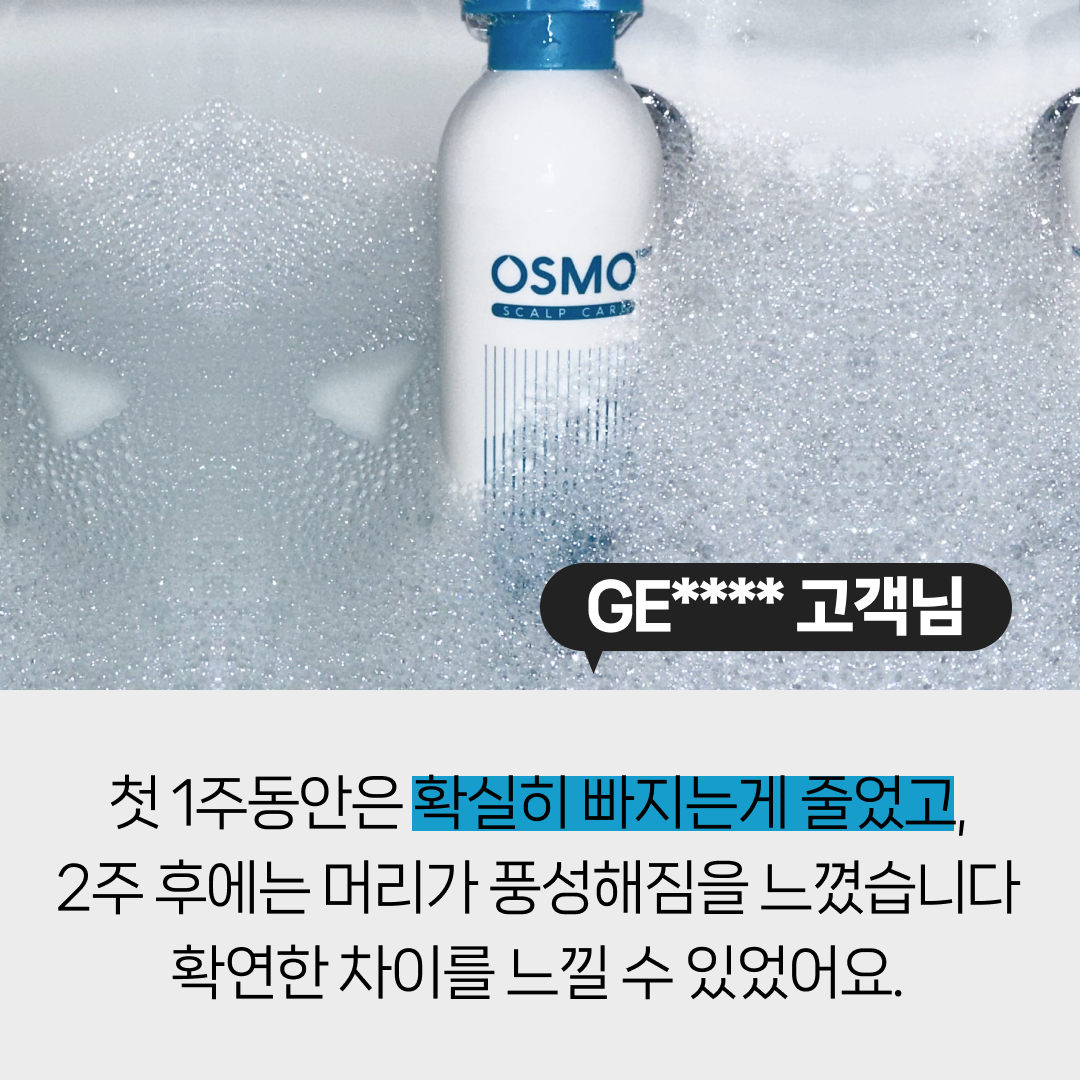 OSMO
SCALP CARE
GE**** 고객님
첫 1주동안은 확실히 빠지는게 줄었고,
2주 후에는 머리가 풍성해짐을 느꼈습니다
확연한 차이를 느낄 수 있었어요.